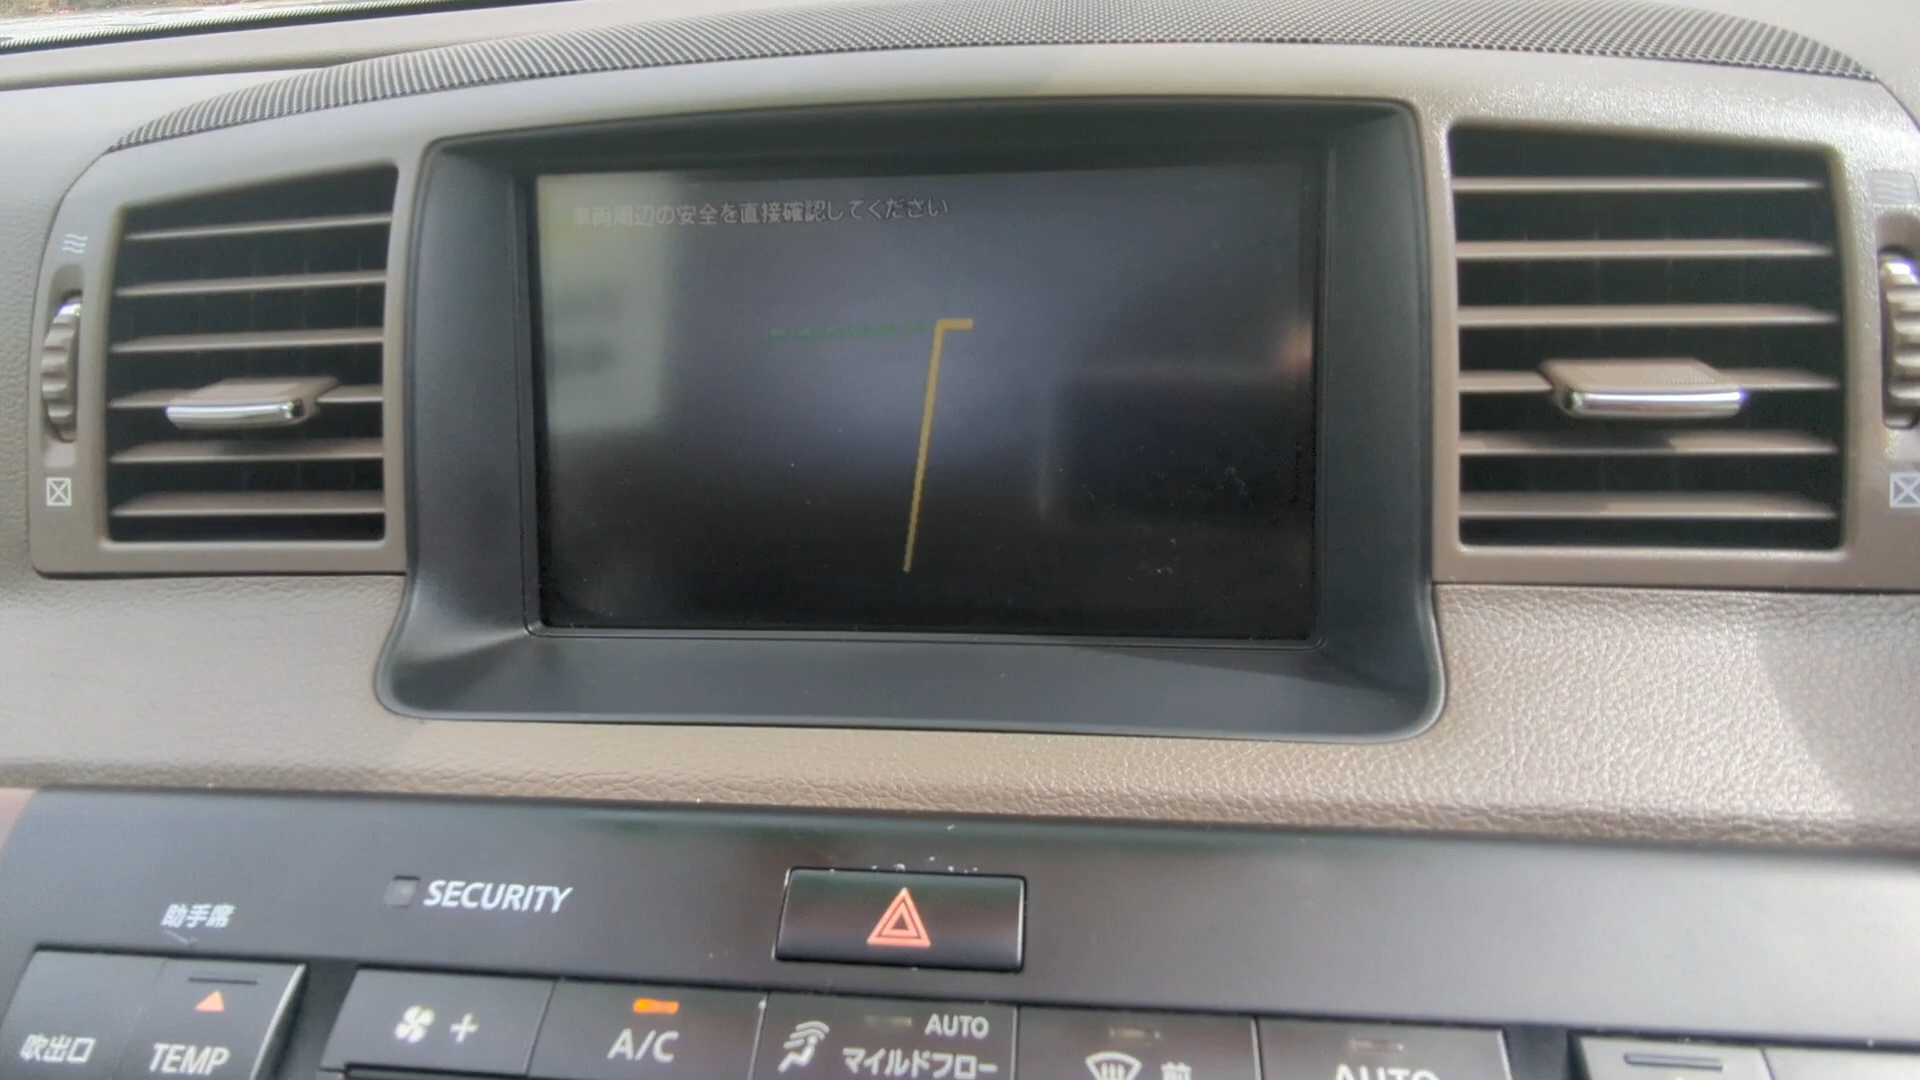 車両周辺の安全を直接確認してください
SECURITY
助手席
吹出口
TEMP
+
A/C
AUTO
マイルドフロー
前
AUTO